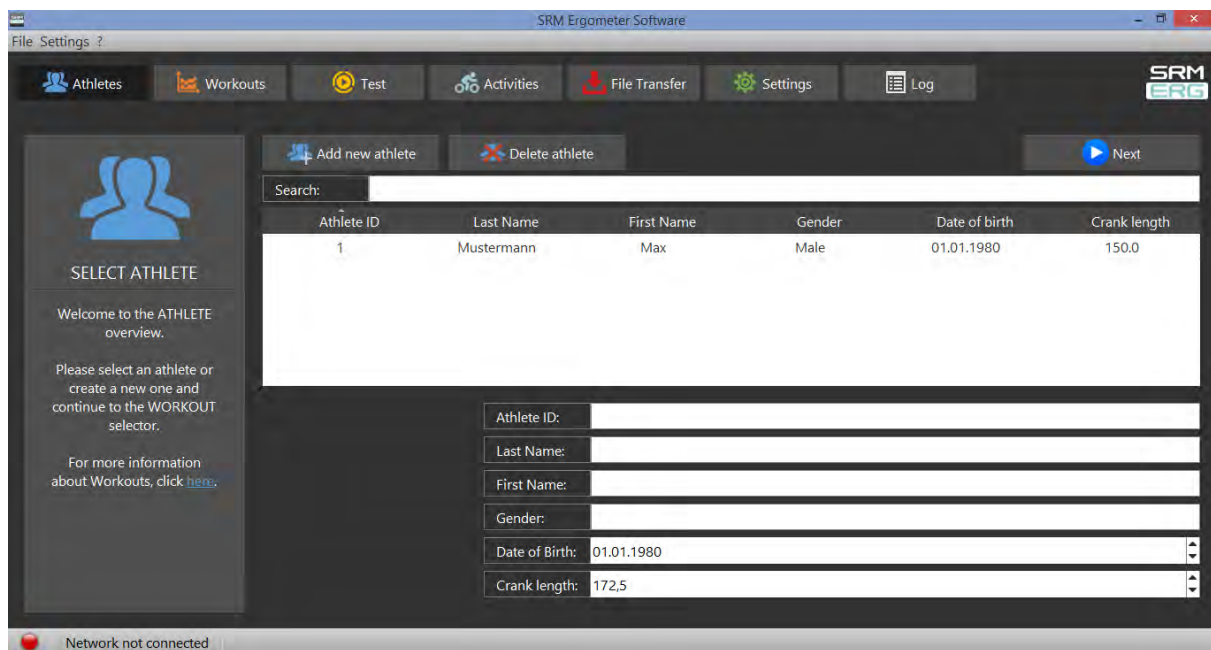 SRM Ergometer Software
File Settings ?
Athletes Workouts Test Activities File Transfer Settings Log
SRM
ERG
Add new athlete Delete athlete Next
Search:
Athlete ID Last Name First Name Gender Date of birth Crank length
1 Mustermann Max Male 01.01.1980 150.0
SELECT ATHLETE
Welcome to the ATHLETE
overview.
Please select an athlete or
create a new one and
continue to the WORKOUT
selector.
For more information
about Workouts, click here.
Athlete ID:
Last Name:
First Name:
Gender:
Date of Birth: 01.01.1980
Crank length: 172,5
Network not connected